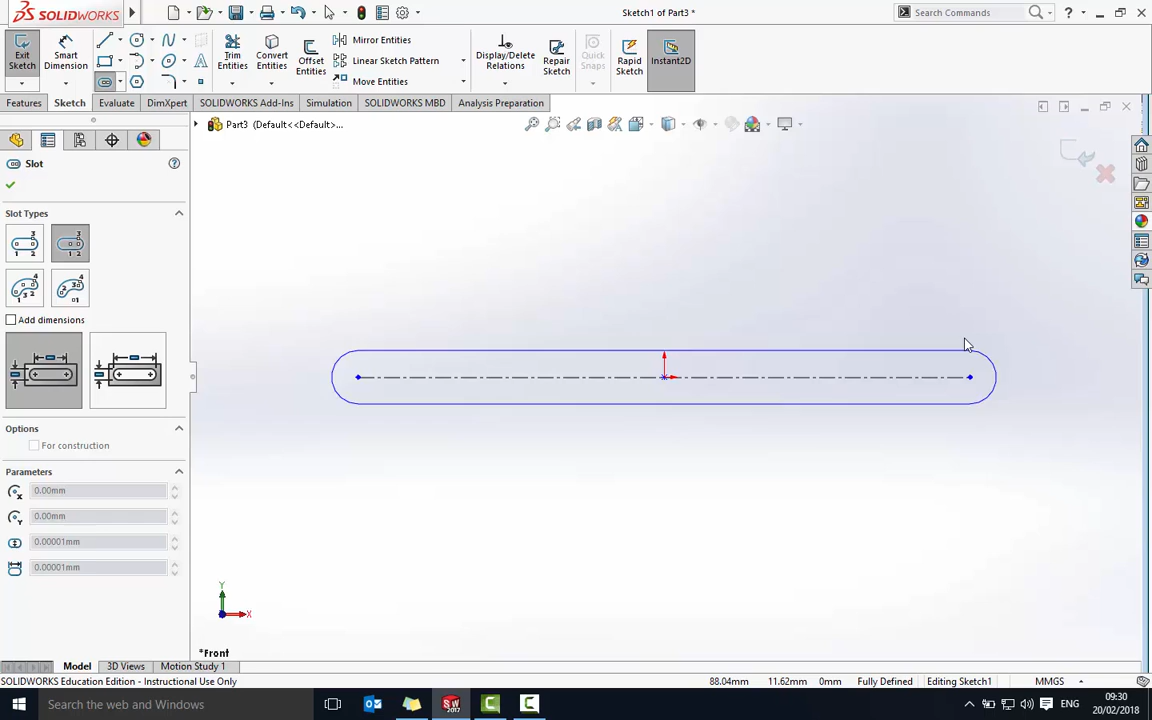 SOLIDWORKS
Sketch1 of Part3 *
Search Commands
?
Exit Sketch
Smart Dimension
Trim Entities
Convert Entities
Offset Entities
Mirror Entities
Linear Sketch Pattern
Move Entities
Display/Delete Relations
Repair Sketch
Quick Snaps
Rapid Sketch
Instant2D
Features
Sketch
Evaluate
DimXpert
SOLIDWORKS Add-Ins
Simulation
SOLIDWORKS MBD
Analysis Preparation
Part3 (Default<<Default>...
Slot
Slot Types
Add dimensions
Options
For construction
Parameters
0.00mm
0.00mm
0.00001mm
0.00001mm
Y
X
*Front
Model
3D Views
Motion Study 1
SOLIDWORKS Education Edition - Instructional Use Only
88.04mm
11.62mm
0mm
Fully Defined
Editing Sketch1
MMGS
Search the web and Windows
ENG
09:30
20/02/2018